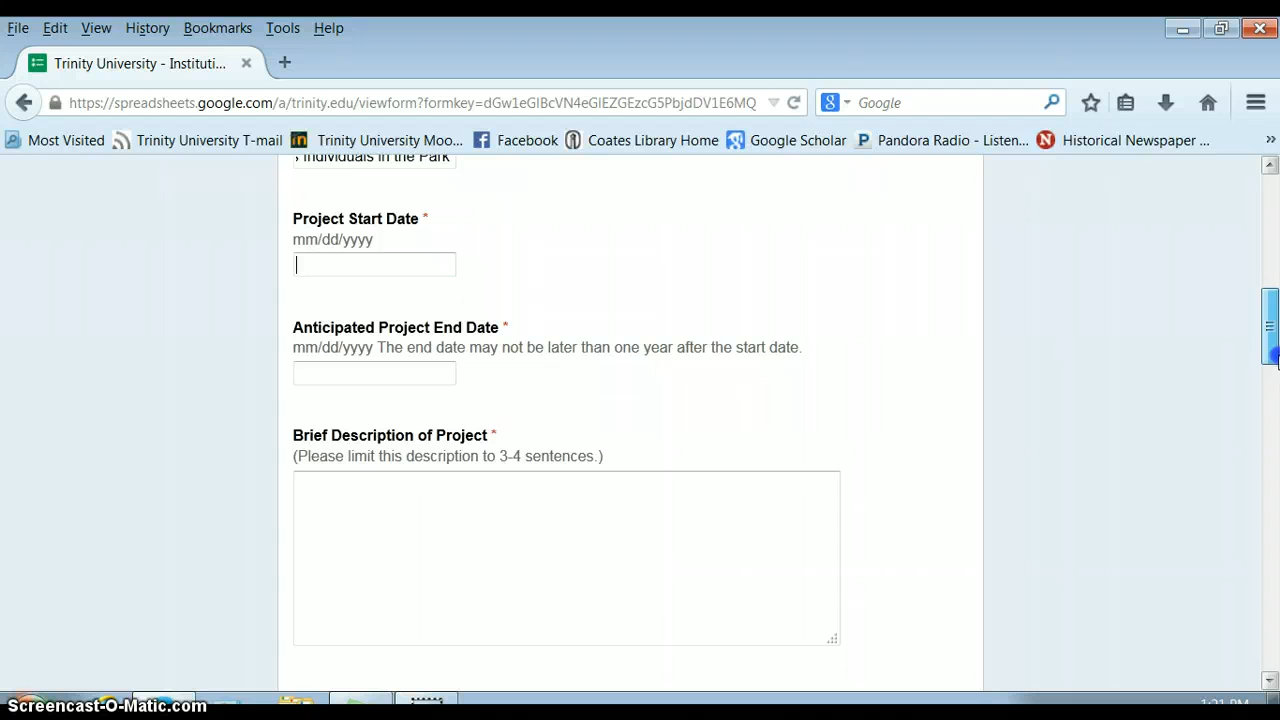 File Edit View History Bookmarks Tools Help
Trinity University - Instituti...
https://spreadsheets.google.com/a/trinity.edu/viewform?formkey=dGw1eGlBSVN4eGlEZGEzcG5PbjdDV1E6MQ
Google
Most Visited Trinity University T-mail Trinity University Moo... Facebook Coates Library Home Google Scholar Pandora Radio - Listen... Historical Newspaper ...
Individuals in the Park
Project Start Date *
mm/dd/yyyy
Anticipated Project End Date *
mm/dd/yyyy The end date may not be later than one year after the start date.
Brief Description of Project *
(Please limit this description to 3-4 sentences.)
Screencast-O-Matic.com
1:21 PM